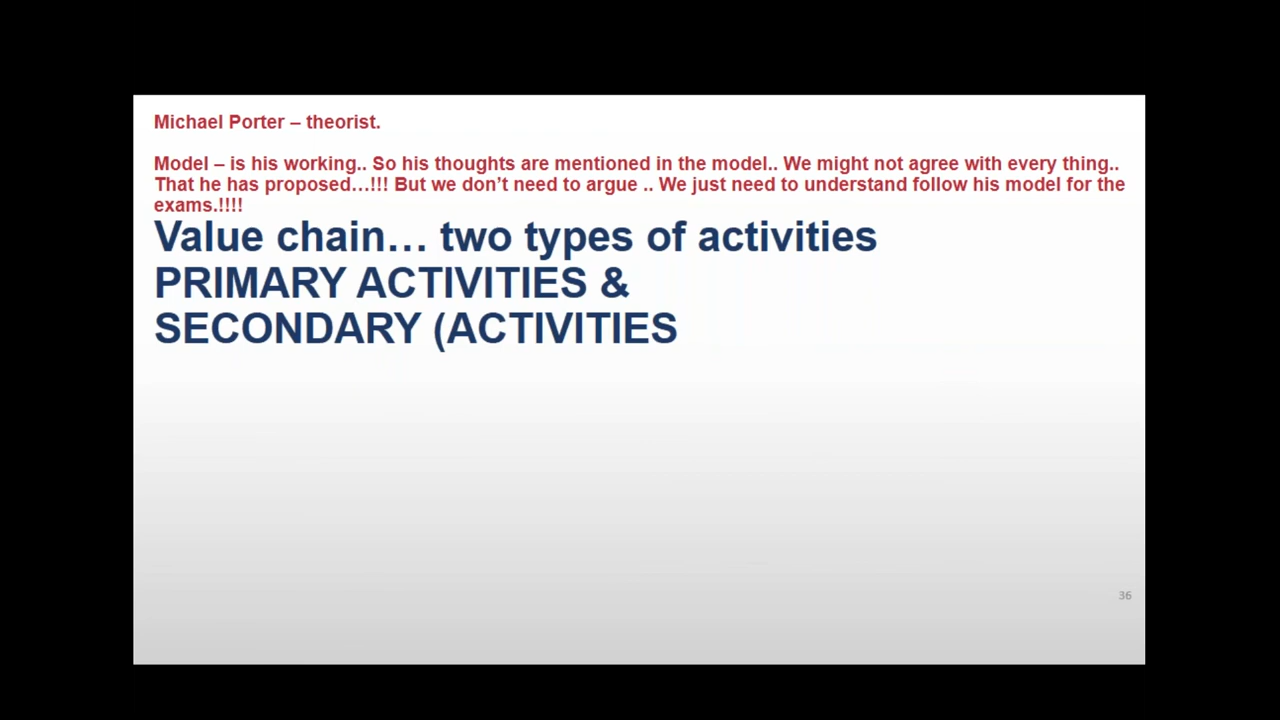 Michael Porter – theorist.
Model – is his working.. So his thoughts are mentioned in the model.. We might not agree with every thing..
That he has proposed…!!! But we don’t need to argue .. We just need to understand follow his model for the
exams.!!!!
Value chain… two types of activities
PRIMARY ACTIVITIES &
SECONDARY (ACTIVITIES
36